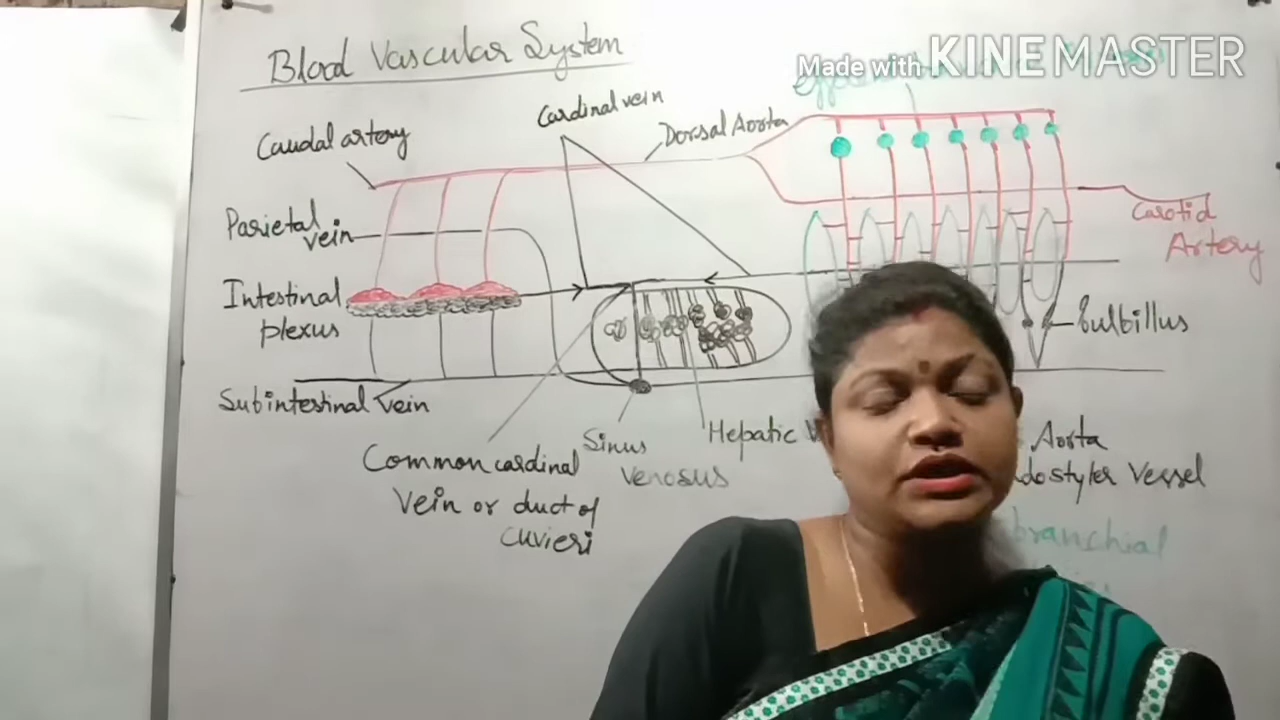 Blood Vascular System
Made with KINEMASTER
Cardinal vein
Caudal artery
Dorsal Aorta
Parietal
vein
Carotid
Artery
Intestinal
plexus
Bulbillus
Subintestinal Vein
Common cardinal
Vein or duct of
Cuvieri
Sinus
Venosus
Hepatic
Aorta
Vessel
branchial